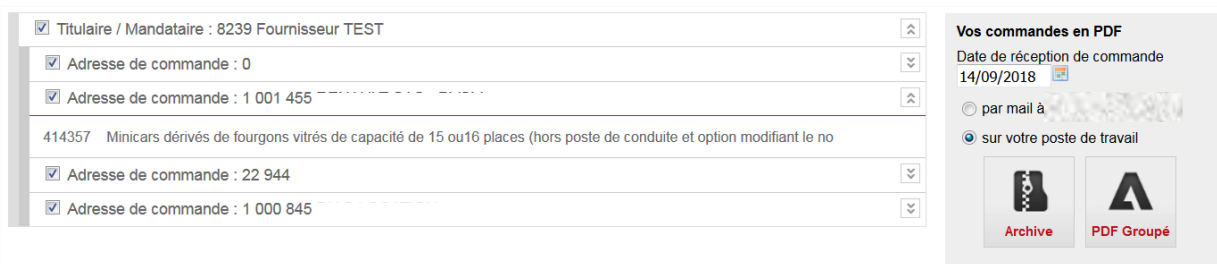 Titulaire / Mandataire : 8239 Fournisseur TEST
Adresse de commande : 0
Adresse de commande : 1 001 455
414357 Minicars dérivés de fourgons vitrés de capacité de 15 ou16 places (hors poste de conduite et option modifiant le no
Adresse de commande : 22 944
Adresse de commande : 1 000 845
Vos commandes en PDF
Date de réception de commande
14/09/2018
par mail à
sur votre poste de travail
Archive
PDF Groupé